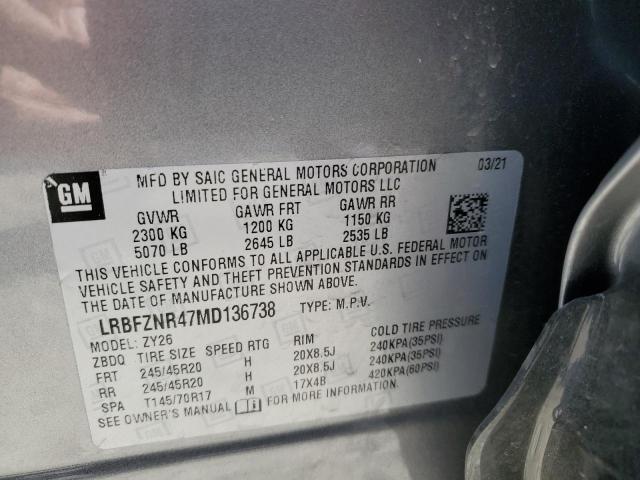 GM
MFD BY SAIC GENERAL MOTORS CORPORATION 03/21
LIMITED FOR GENERAL MOTORS LLC
GVWR GAWR FRT GAWR RR
2300 KG 1200 KG 1150 KG
5070 LB 2645 LB 2535 LB
THIS VEHICLE CONFORMS TO ALL APPLICABLE U.S. FEDERAL MOTOR
VEHICLE SAFETY AND THEFT PREVENTION STANDARDS IN EFFECT ON
THE DATE OF MANUFACTURE SHOWN ABOVE.
LRBFZNR47MD136738 TYPE: M.P.V.
MODEL: ZY26
ZBDQ TIRE SIZE SPEED RTG RIM COLD TIRE PRESSURE
FRT 245/45R20 H 20X8.5J 240KPA(35PSI)
RR 245/45R20 H 20X8.5J 240KPA(35PSI)
SPA T145/70R17 M 17X4B 420KPA(60PSI)
SEE OWNER'S MANUAL FOR MORE INFORMATION.